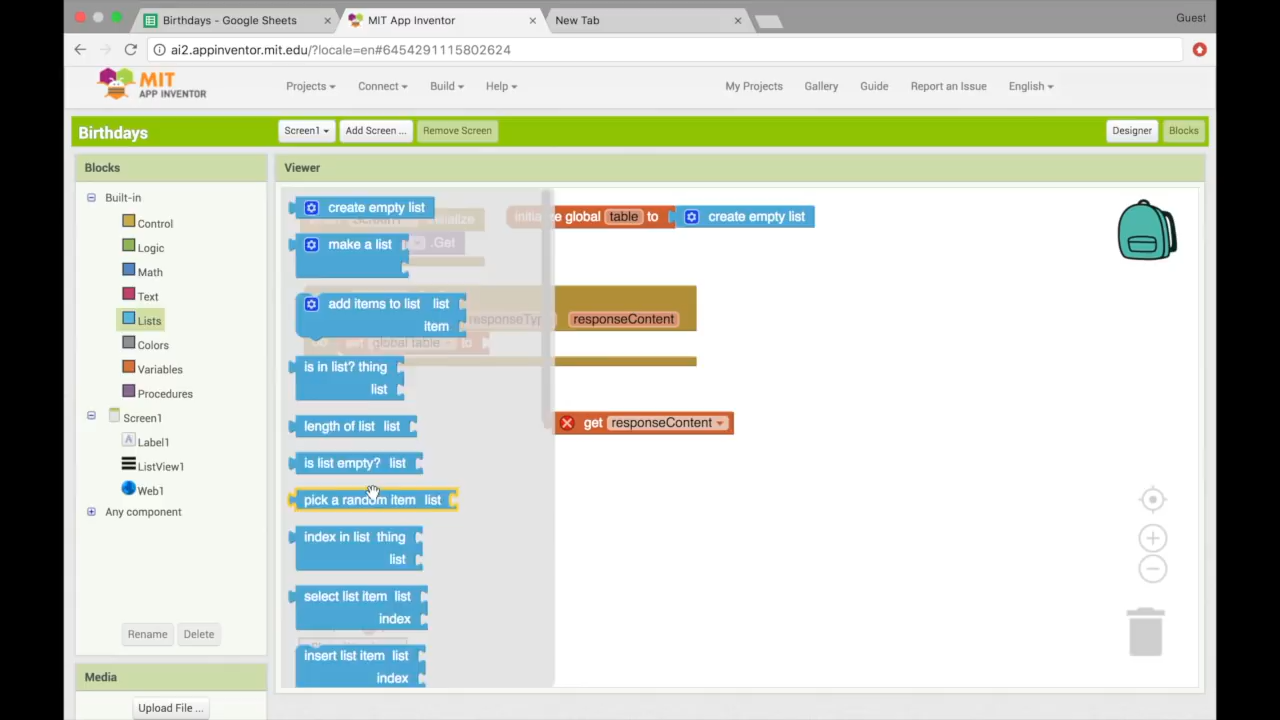 Birthdays - Google Sheets
MIT App Inventor
New Tab
Guest
ai2.appinventor.mit.edu/?locale=en#6454291115802624
MIT
APP INVENTOR
Projects
Connect
Build
Help
My Projects
Gallery
Guide
Report an Issue
English
Birthdays
Screen1
Add Screen ...
Remove Screen
Designer
Blocks
Blocks
Viewer
Built-in
Control
Logic
Math
Text
Lists
Colors
Variables
Procedures
Screen1
Label1
ListView1
Web1
Any component
Rename
Delete
Media
Upload File ...
create empty list
make a list
.Get
add items to list list
item
responseTyp
global table to
is in list? thing
list
length of list list
is list empty? list
pick a random item list
index in list thing
list
select list item list
index
insert list item list
index
global table to create empty list
responseContent
get responseContent